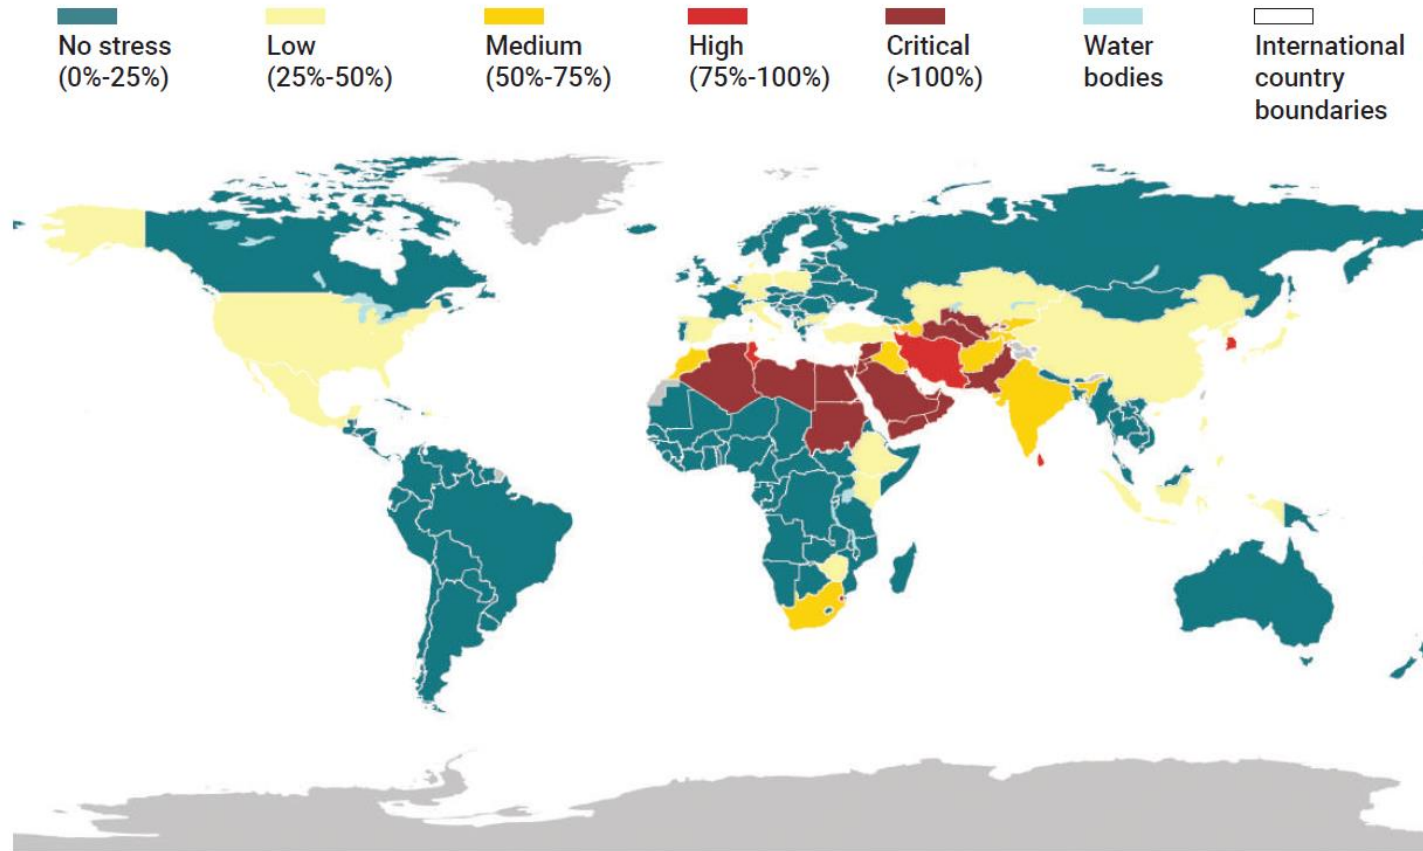 No stress
(0%-25%)
Low
(25%-50%)
Medium
(50%-75%)
High
(75%-100%)
Critical
(>100%)
Water
bodies
International
country
boundaries